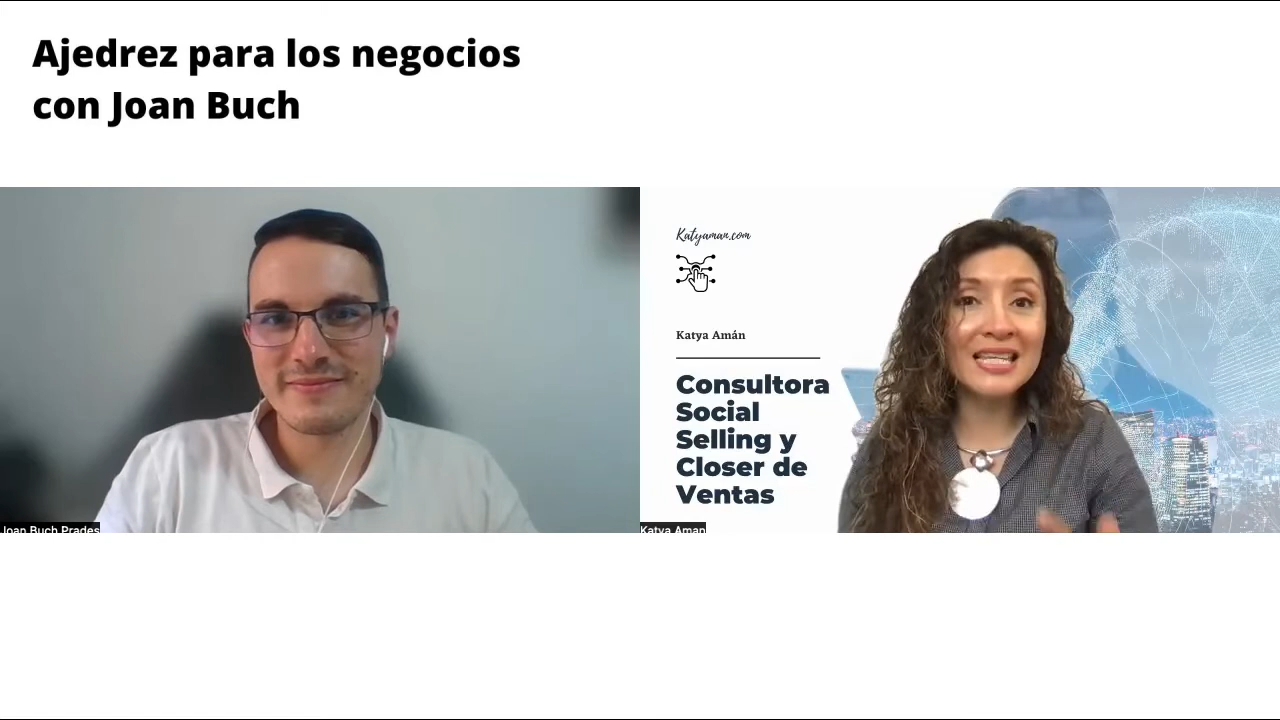 Ajedrez para los negocios
con Joan Buch
Katyaman.com
Katya Amán
Consultora
Social
Selling y
Closer de
Ventas
Joan Buch Prades
Katya Aman